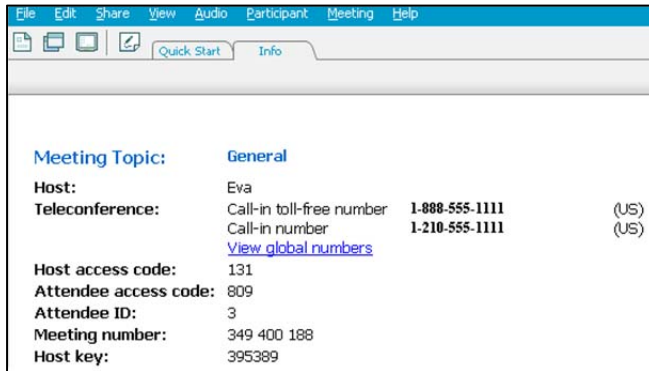 File Edit Share View Audio Participant Meeting Help
Quick Start Info
Meeting Topic: General
Host: Eva
Teleconference: Call-in toll-free number 1-888-555-1111 (US)
Call-in number 1-210-555-1111 (US)
View global numbers
Host access code: 131
Attendee access code: 809
Attendee ID: 3
Meeting number: 349 400 188
Host key: 395389